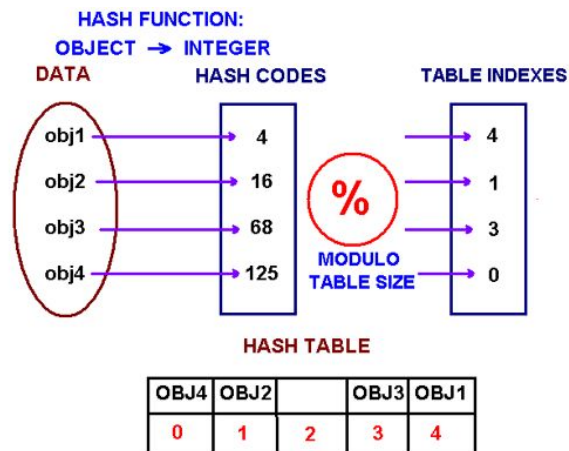 HASH FUNCTION:
OBJECT → INTEGER
DATA HASH CODES TABLE INDEXES
obj1 4 4
obj2 16 % 1
obj3 68 3
MODULO
obj4 125 TABLE SIZE 0
HASH TABLE
OBJ4 OBJ2 OBJ3 OBJ1
0 1 2 3 4